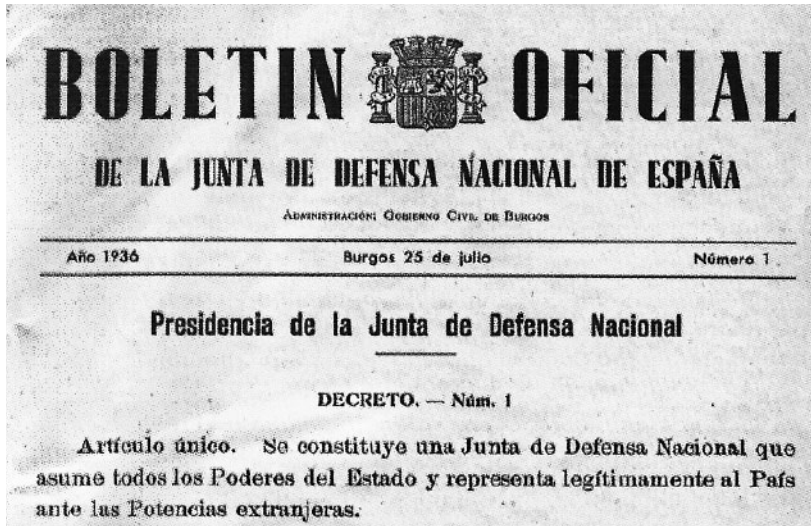 BOLETIN OFICIAL
DE LA JUNTA DE DEFENSA NACIONAL DE ESPAÑA
ADMINISTRACIÓN: GOBIERNO CIVIL DE BURGOS
Año 1936 Burgos 25 de julio Número 1
Presidencia de la Junta de Defensa Nacional
DECRETO. — Núm. 1
Artículo único. Se constituye una Junta de Defensa Nacional que
asume todos los Poderes del Estado y representa legítimamente al País
ante las Potencias extranjeras.